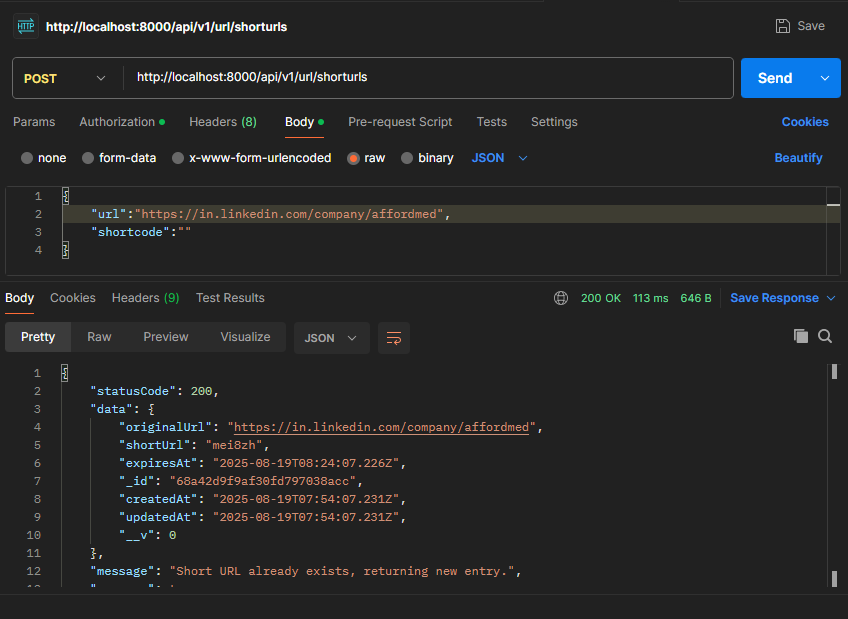 HTTP http://localhost:8000/api/v1/url/shorturls Save
POST http://localhost:8000/api/v1/url/shorturls Send
Params Authorization Headers (8) Body Pre-request Script Tests Settings Cookies
none form-data x-www-form-urlencoded raw binary JSON Beautify
1 {
2 "url":"https://in.linkedin.com/company/affordmed",
3 "shortcode":""
4 }
Body Cookies Headers (9) Test Results 200 OK 113 ms 646 B Save Response
Pretty Raw Preview Visualize JSON
1 {
2 "statusCode": 200,
3 "data": {
4 "originalUrl": "https://in.linkedin.com/company/affordmed",
5 "shortUrl": "mei8zh",
6 "expiresAt": "2025-08-19T08:24:07.226Z",
7 "_id": "68a42d9f9af30fd797038acc",
8 "createdAt": "2025-08-19T07:54:07.231Z",
9 "updatedAt": "2025-08-19T07:54:07.231Z",
10 "__v": 0
11 },
12 "message": "Short URL already exists, returning new entry.",